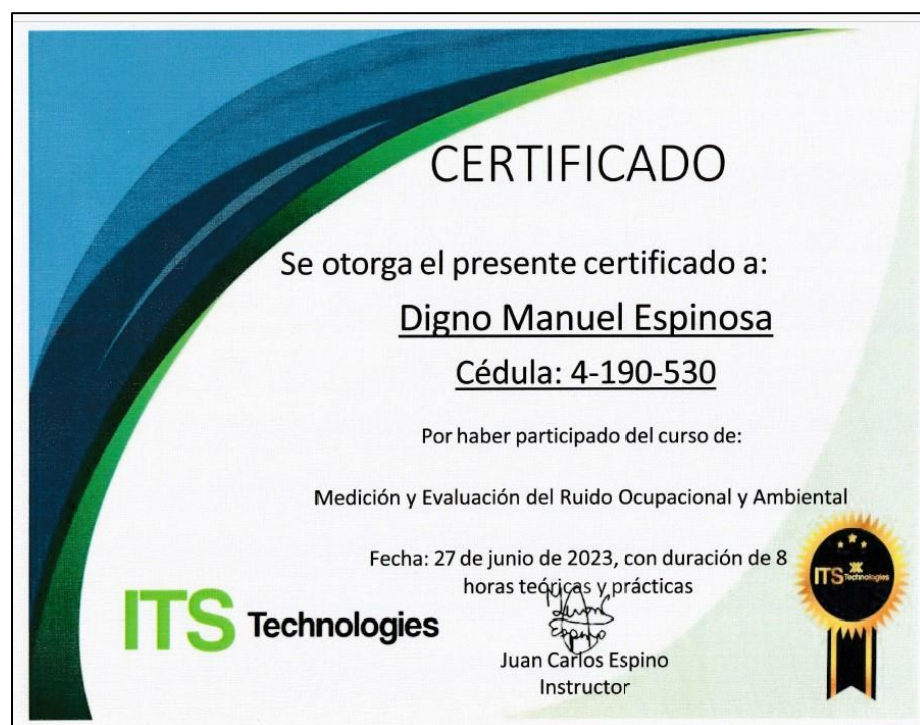 CERTIFICADO
Se otorga el presente certificado a:
Digno Manuel Espinosa
Cédula: 4-190-530
Por haber participado del curso de:
Medición y Evaluación del Ruido Ocupacional y Ambiental
Fecha: 27 de junio de 2023, con duración de 8
horas teóricas y prácticas
ITS Technologies
Juan Carlos Espino
Instructor
ITS Technologies